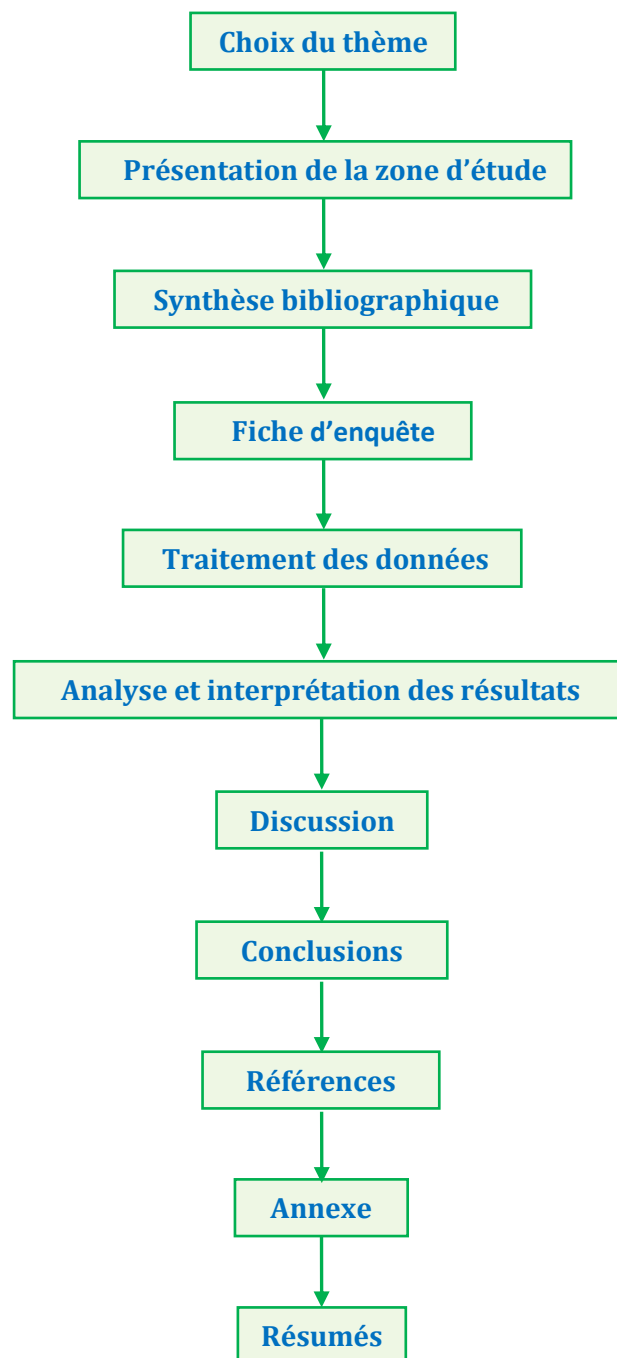 Choix du thème
Présentation de la zone d’étude
Synthèse bibliographique
Fiche d’enquête
Traitement des données
Analyse et interprétation des résultats
Discussion
Conclusions
Références
Annexe
Résumés